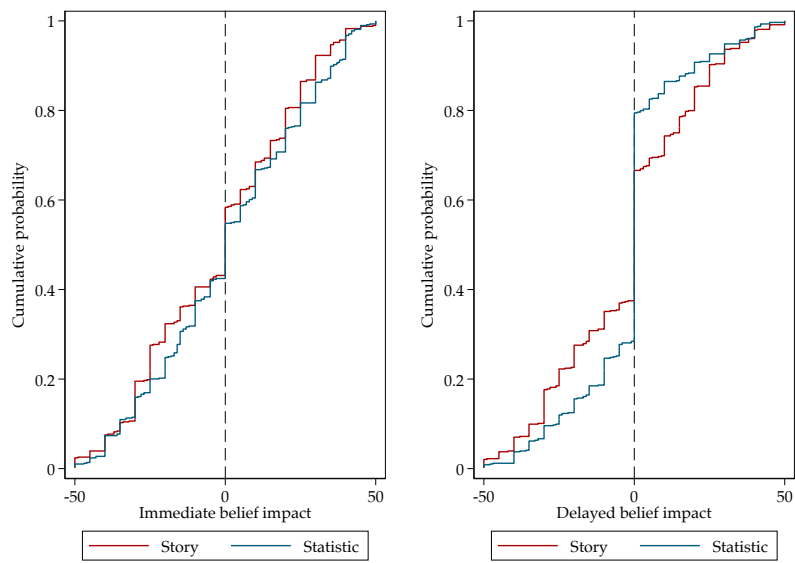 Cumulative probability
1
0.8
0.6
0.4
0.2
0
-50
0
50
Immediate belief impact
Story
Statistic
Cumulative probability
1
0.8
0.6
0.4
0.2
0
-50
0
50
Delayed belief impact
Story
Statistic